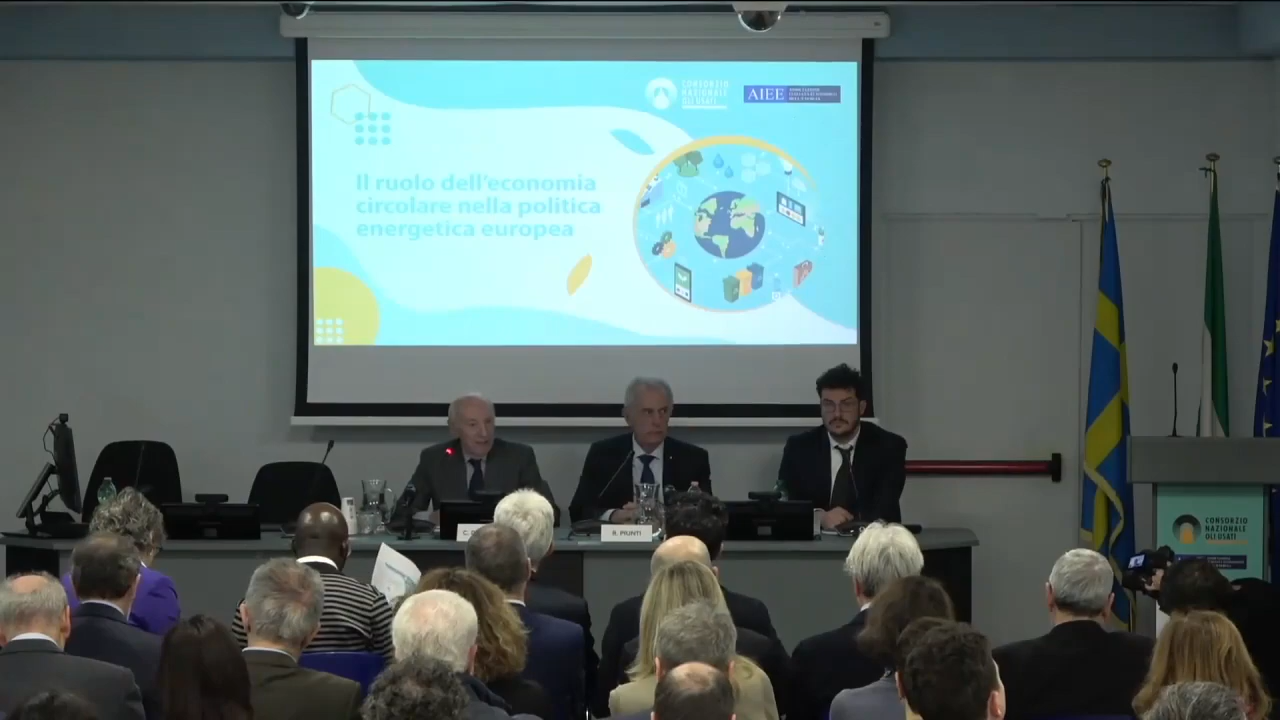 CONSORZIO
NAZIONALE
OLI USATI
AIEE
Il ruolo dell'economia
circolare nella politica
energetica europea
R. PIUNTI
CONSORZIO
NAZIONALE
OLI USATI